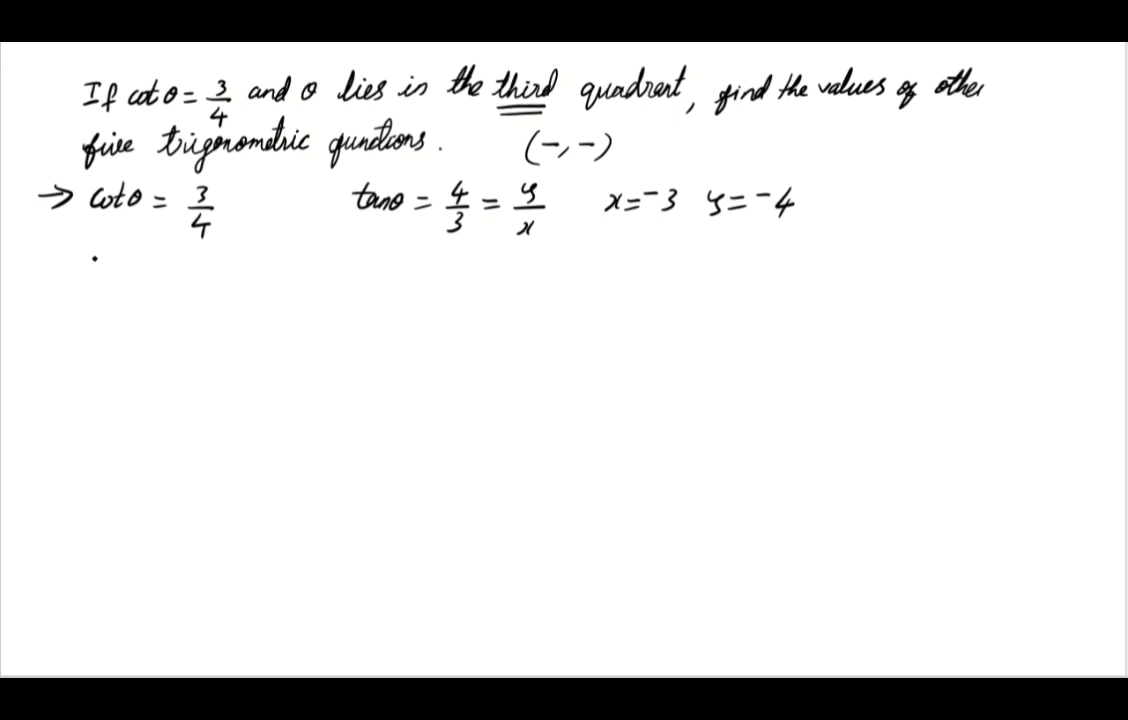 If cot θ = 3/4 and θ lies in the third quadrant, find the values of other
five trigonometric functions. (-, -)
→ cot θ = 3/4 tan θ = 4/3 = y/x x = -3 y = -4